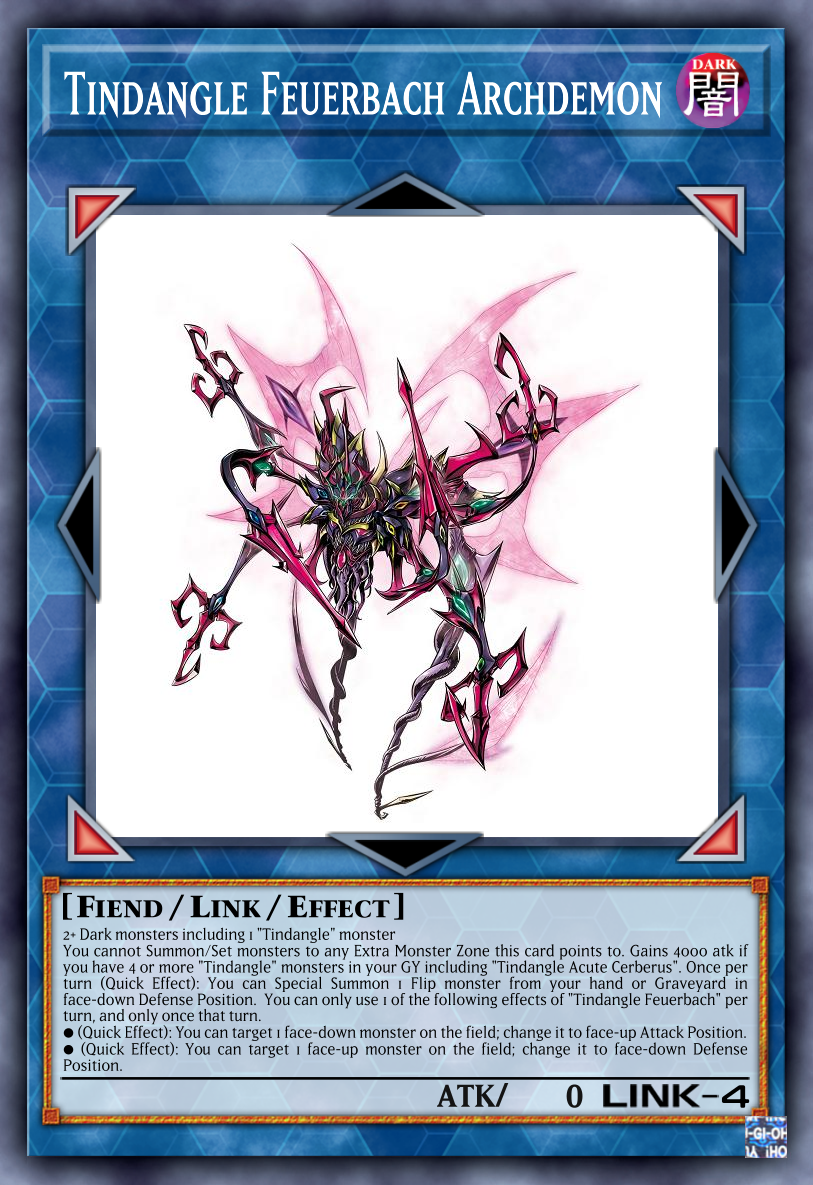 TINDANGLE FEUERBACH ARCHDEMON
DARK
闇
[FIEND / LINK / EFFECT]
2+ Dark monsters including 1 "Tindangle" monster
You cannot Summon/Set monsters to any Extra Monster Zone this card points to. Gains 4000 atk if
you have 4 or more "Tindangle" monsters in your GY including "Tindangle Acute Cerberus". Once per
turn (Quick Effect): You can Special Summon 1 Flip monster from your hand or Graveyard in
face-down Defense Position. You can only use 1 of the following effects of "Tindangle Feuerbach" per
turn, and only once that turn.
● (Quick Effect): You can target 1 face-down monster on the field; change it to face-up Attack Position.
● (Quick Effect): You can target 1 face-up monster on the field; change it to face-down Defense
Position.
ATK/ 0 LINK-4